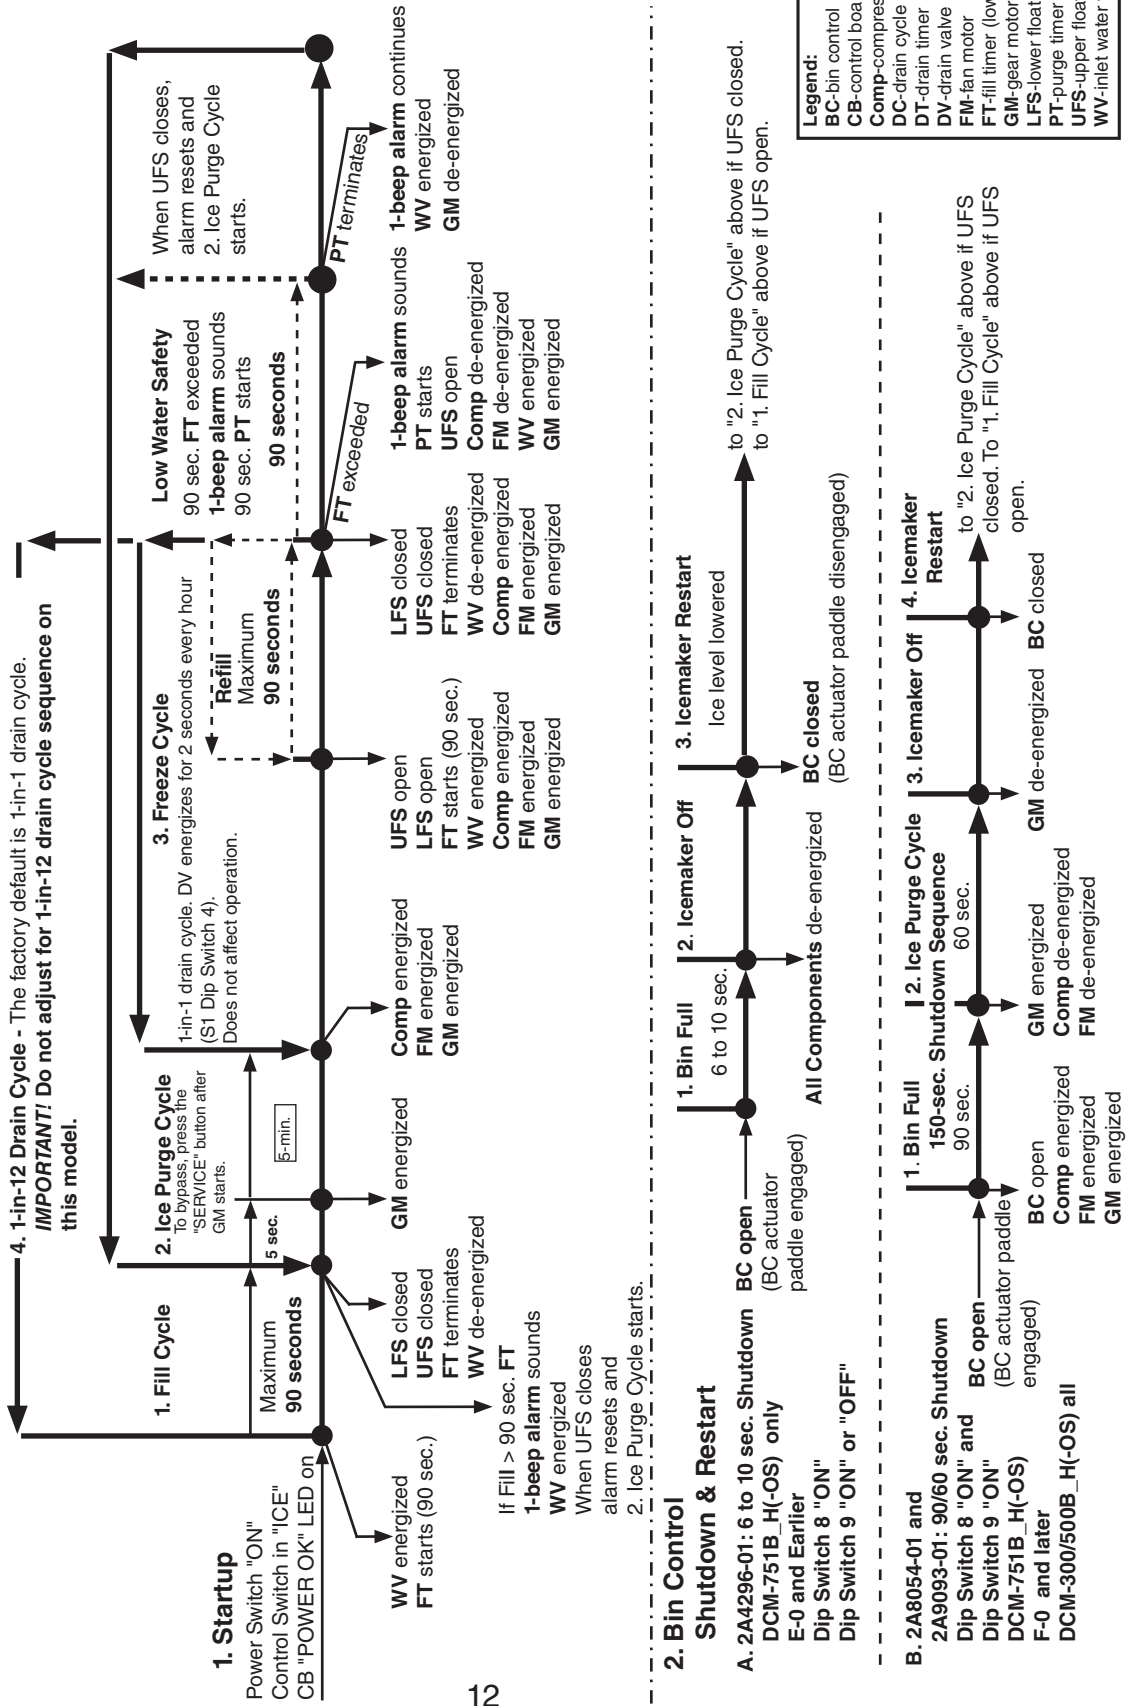 4. 1-in-12 Drain Cycle - The factory default is 1-in-1 drain cycle.
IMPORTANT! Do not adjust for 1-in-12 drain cycle sequence on
this model.
1. Startup
Power Switch "ON"
Control Switch in "ICE"
CB "POWER OK" LED on
1. Fill Cycle
Maximum
90 seconds
WV energized
FT starts (90 sec.)
2. Ice Purge Cycle
To bypass, press the
"SERVICE" button after
GM starts.
5 sec.
5-min.
LFS closed
UFS closed
FT terminates
WV de-energized
If Fill > 90 sec. FT
1-beep alarm sounds
WV energized
When UFS closes
alarm resets and
2. Ice Purge Cycle starts.
GM energized
3. Freeze Cycle
1-in-1 drain cycle. DV energizes for 2 seconds every hour
(S1 Dip Switch 4).
Does not affect operation.
Comp energized
FM energized
GM energized
Refill
Maximum
90 seconds
UFS open
LFS open
FT starts (90 sec.)
WV energized
Comp energized
FM energized
GM energized
LFS closed
UFS closed
FT terminates
WV de-energized
Comp energized
FM energized
GM energized
Low Water Safety
90 sec. FT exceeded
1-beep alarm sounds
90 sec. PT starts
90 seconds
FT exceeded
1-beep alarm sounds
PT starts
UFS open
Comp de-energized
FM de-energized
WV energized
GM energized
When UFS closes,
alarm resets and
2. Ice Purge Cycle
starts.
PT terminates
1-beep alarm continues
WV energized
GM de-energized
2. Bin Control
Shutdown & Restart
A. 2A4296-01: 6 to 10 sec. Shutdown
DCM-751B_H(-OS) only
E-0 and Earlier
Dip Switch 8 "ON"
Dip Switch 9 "ON" or "OFF"
BC open
(BC actuator
paddle engaged)
1. Bin Full
6 to 10 sec.
2. Icemaker Off
All Components de-energized
3. Icemaker Restart
Ice level lowered
BC closed
(BC actuator paddle disengaged)
to "2. Ice Purge Cycle" above if UFS closed.
to "1. Fill Cycle" above if UFS open.
B. 2A8054-01 and
2A9093-01: 90/60 sec. Shutdown
Dip Switch 8 "ON" and
Dip Switch 9 "ON"
DCM-751B_H(-OS)
F-0 and later
DCM-300/500B_H(-OS) all
BC open
(BC actuator paddle
engaged)
1. Bin Full
150-sec. Shutdown Sequence
90 sec.
BC open
Comp energized
FM energized
GM energized
2. Ice Purge Cycle
60 sec.
GM energized
Comp de-energized
FM de-energized
3. Icemaker Off
GM de-energized
4. Icemaker
Restart
BC closed
to "2. Ice Purge Cycle" above if UFS
closed. To "1. Fill Cycle" above if UFS
open.
Legend:
BC-bin control
CB-control boa
Comp-compres
DC-drain cycle
DT-drain timer
DV-drain valve
FM-fan motor
FT-fill timer (low
GM-gear motor
LFS-lower float
PT-purge timer
UFS-upper floa
WV-inlet water
12